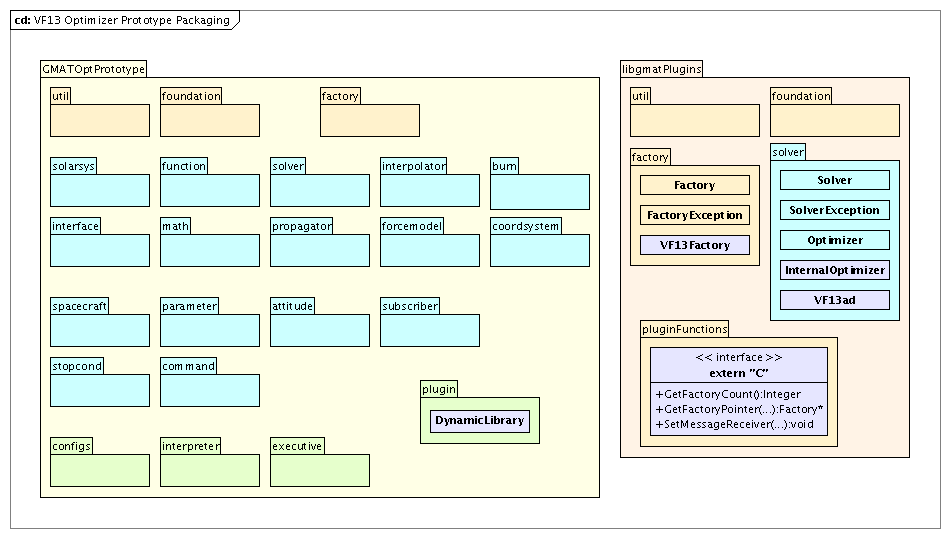 cd: VF13 Optimizer Prototype Packaging
GMATOptPrototype
util
foundation
factory
solarsys
function
solver
interpolator
burn
interface
math
propagator
forcemodel
coordsystem
spacecraft
parameter
attitude
subscriber
stopcond
command
plugin
DynamicLibrary
configs
interpreter
executive
libgmatPlugins
util
foundation
factory
Factory
FactoryException
VF13Factory
solver
Solver
SolverException
Optimizer
InternalOptimizer
VF13ad
pluginFunctions
<< interface >>
extern "C"
+GetFactoryCount():Integer
+GetFactoryPointer(...):Factory*
+SetMessageReceiver(...):void